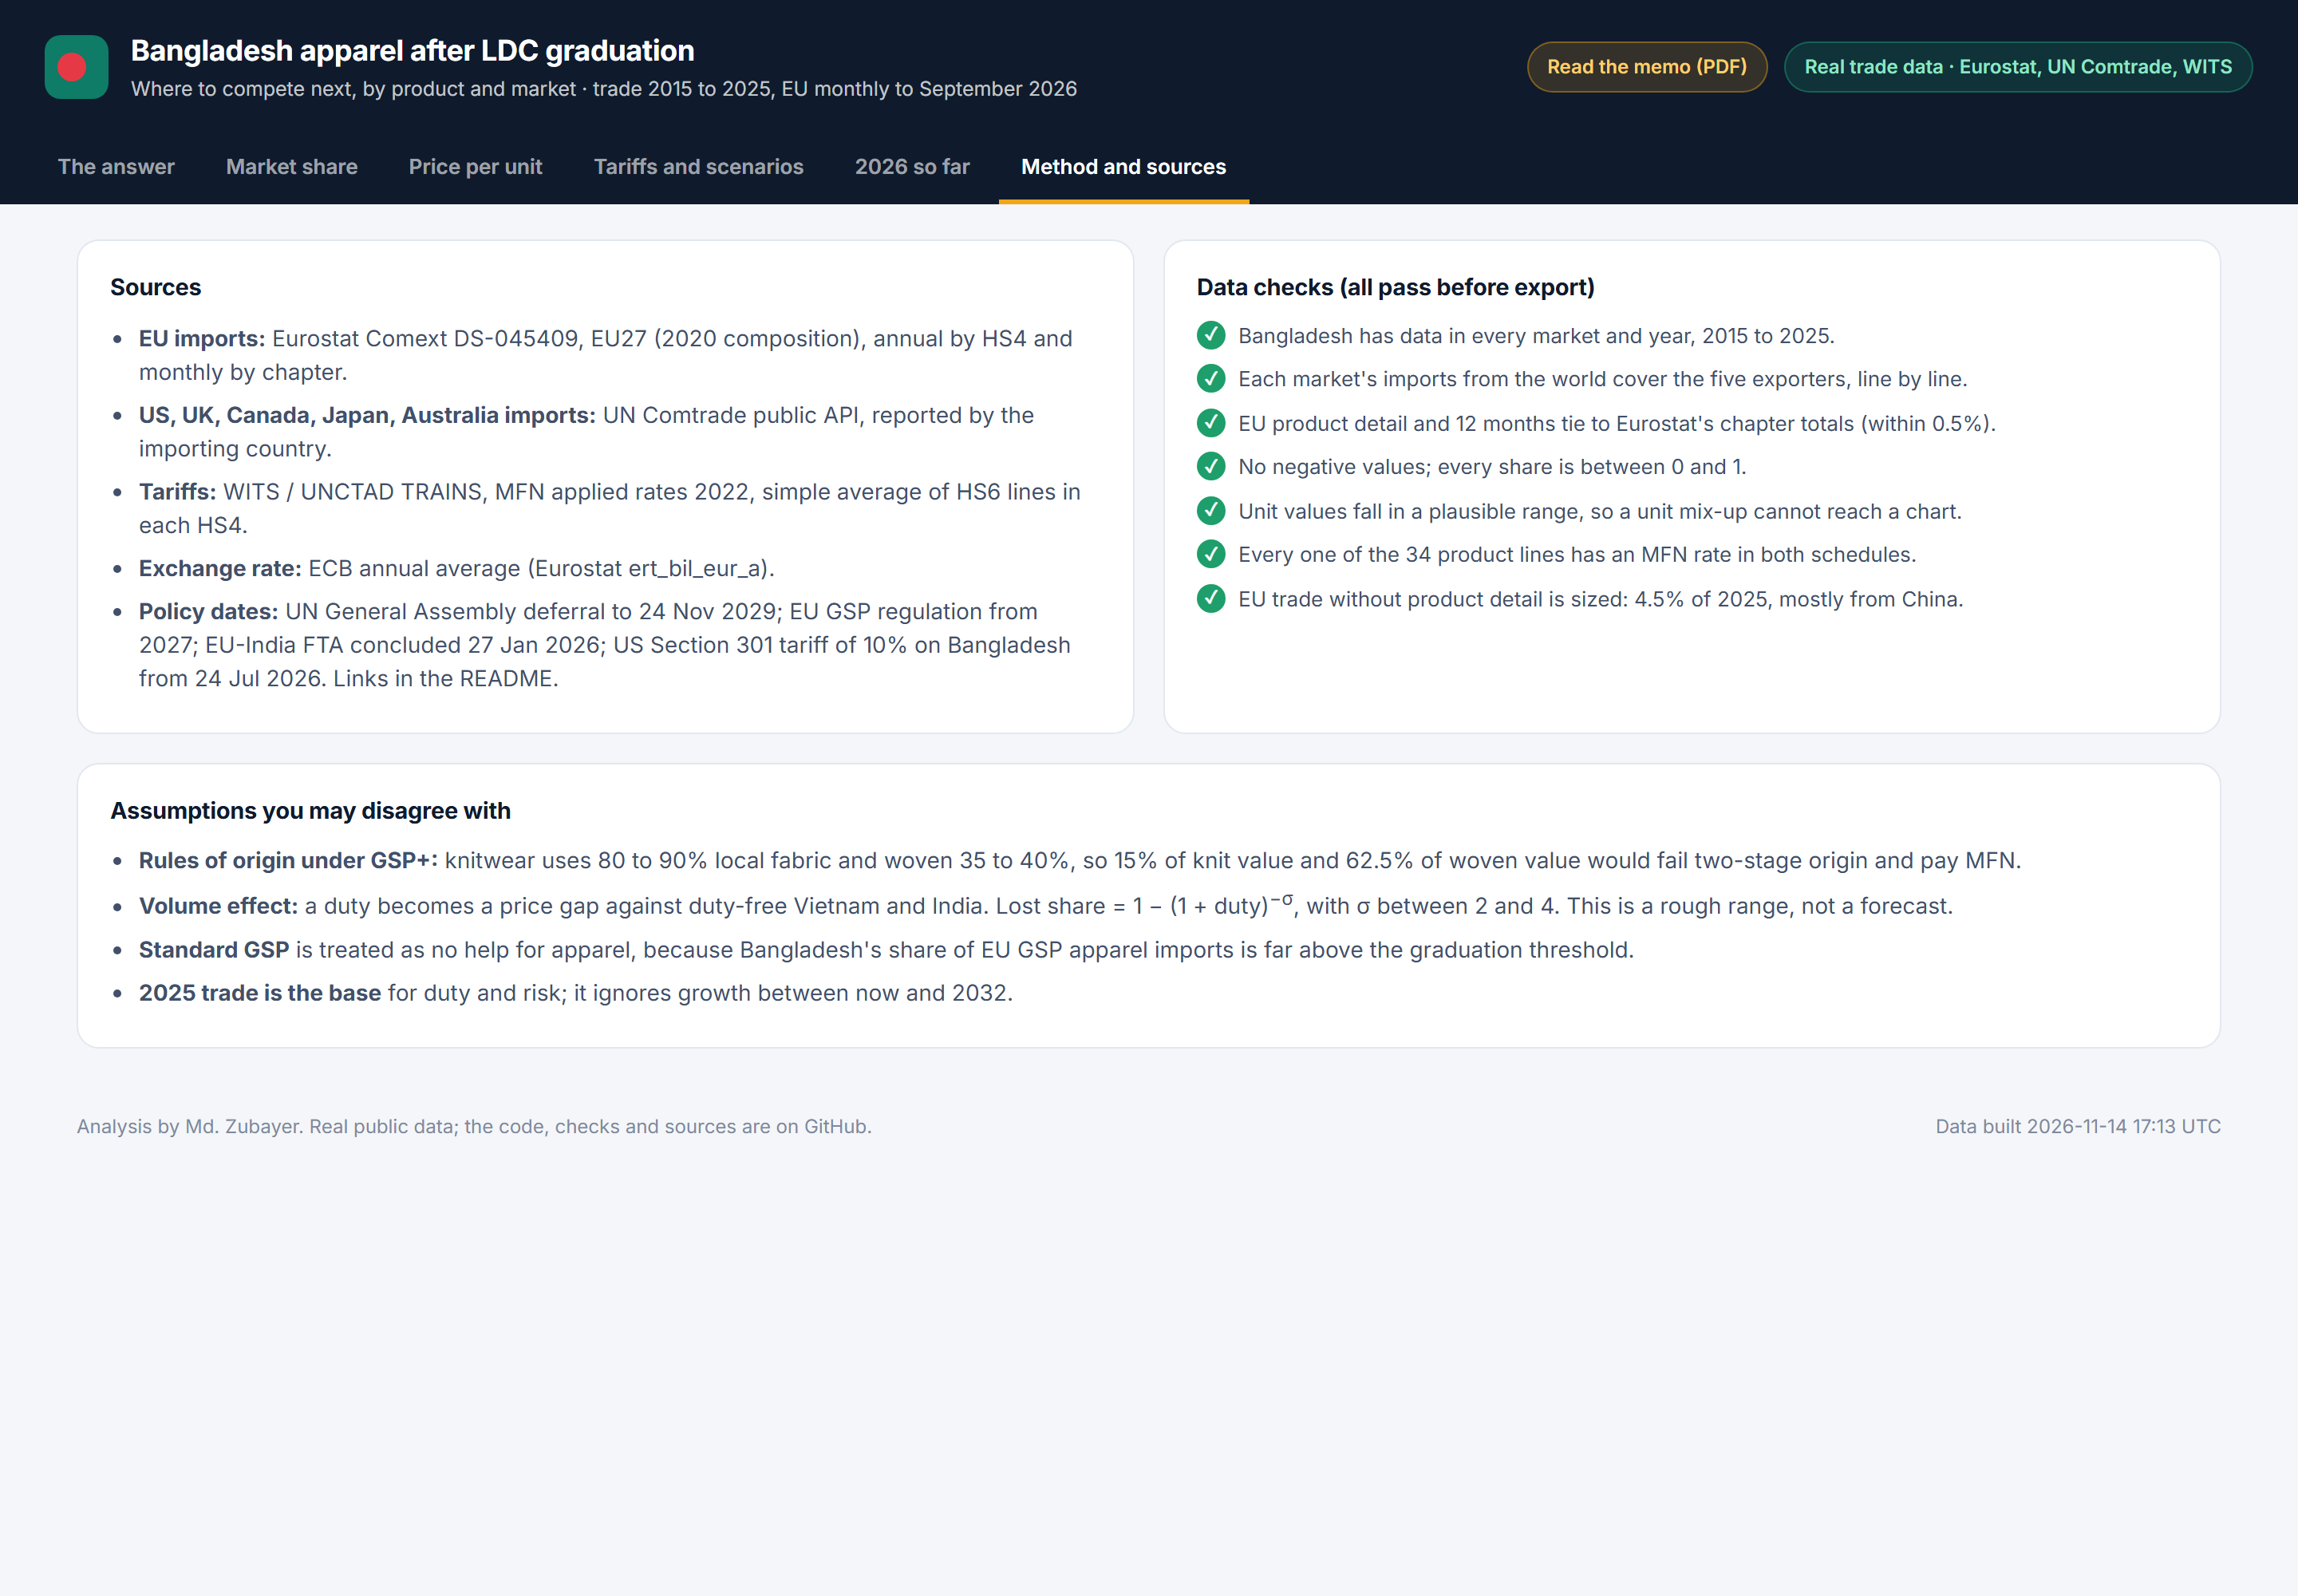 Bangladesh apparel after LDC graduation
Where to compete next, by product and market · trade 2015 to 2025, EU monthly to September 2026
Read the memo (PDF)
Real trade data · Eurostat, UN Comtrade, WITS
The answer
Market share
Price per unit
Tariffs and scenarios
2026 so far
Method and sources
Sources
• EU imports: Eurostat Comext DS-045409, EU27 (2020 composition), annual by HS4 and
monthly by chapter.
• US, UK, Canada, Japan, Australia imports: UN Comtrade public API, reported by the
importing country.
• Tariffs: WITS / UNCTAD TRAINS, MFN applied rates 2022, simple average of HS6 lines in
each HS4.
• Exchange rate: ECB annual average (Eurostat ert_bil_eur_a).
• Policy dates: UN General Assembly deferral to 24 Nov 2029; EU GSP regulation from
2027; EU-India FTA concluded 27 Jan 2026; US Section 301 tariff of 10% on Bangladesh
from 24 Jul 2026. Links in the README.
Data checks (all pass before export)
✓ Bangladesh has data in every market and year, 2015 to 2025.
✓ Each market's imports from the world cover the five exporters, line by line.
✓ EU product detail and 12 months tie to Eurostat's chapter totals (within 0.5%).
✓ No negative values; every share is between 0 and 1.
✓ Unit values fall in a plausible range, so a unit mix-up cannot reach a chart.
✓ Every one of the 34 product lines has an MFN rate in both schedules.
✓ EU trade without product detail is sized: 4.5% of 2025, mostly from China.
Assumptions you may disagree with
• Rules of origin under GSP+: knitwear uses 80 to 90% local fabric and woven 35 to 40%, so 15% of knit value and 62.5% of woven value would fail two-stage origin and pay MFN.
• Volume effect: a duty becomes a price gap against duty-free Vietnam and India. Lost share = 1 − (1 + duty)⁻σ, with σ between 2 and 4. This is a rough range, not a forecast.
• Standard GSP is treated as no help for apparel, because Bangladesh's share of EU GSP apparel imports is far above the graduation threshold.
• 2025 trade is the base for duty and risk; it ignores growth between now and 2032.
Analysis by Md. Zubayer. Real public data; the code, checks and sources are on GitHub.
Data built 2026-11-14 17:13 UTC